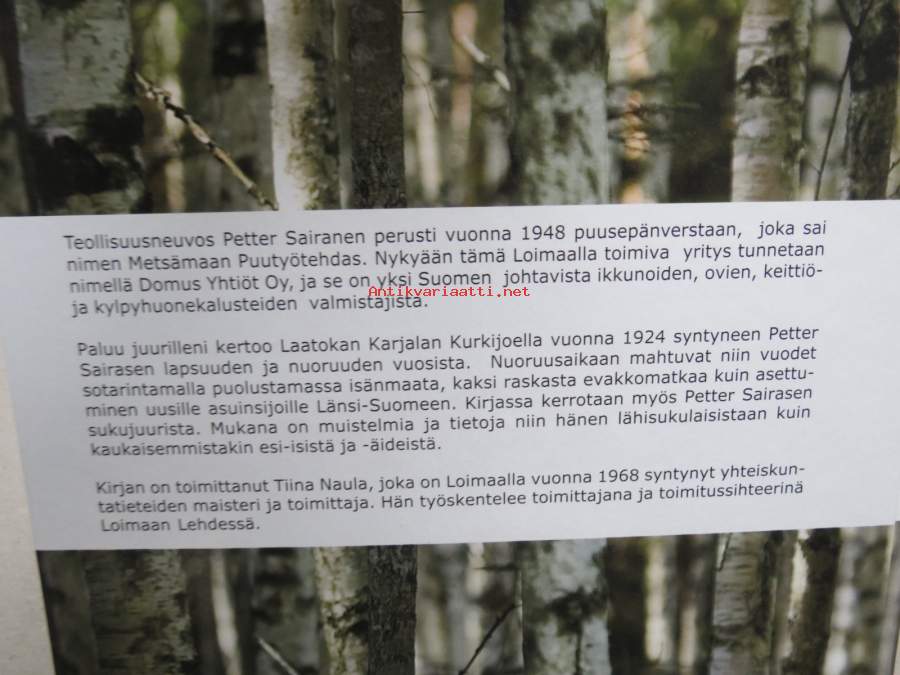 Teollisuusneuvos Petter Sairanen perusti vuonna 1948 puusepänverstaan, joka sai
nimen Metsämaan Puutyötehdas. Nykyään tämä Loimaalla toimiva yritys tunnetaan
nimellä Domus Yhtiöt Oy, ja se on yksi Suomen johtavista ikkunoiden, ovien, keittiö-
ja kylpyhuonekalusteiden valmistajista.
Antikvariaatti.net
Paluu juurilleni kertoo Laatokan Karjalan Kurkijoella vuonna 1924 syntyneen Petter
Sairasen lapsuuden ja nuoruuden vuosista. Nuoruusaikaan mahtuvat niin vuodet
sotarintamalla puolustamassa isänmaata, kaksi raskasta evakkomatkaa kuin asettu-
minen uusille asuinsijoille Länsi-Suomeen. Kirjassa kerrotaan myös Petter Sairasen
sukujuurista. Mukana on muistelmia ja tietoja niin hänen lähisukulaisistaan kuin
kaukaisemmistakin esi-isistä ja -äideistä.
Kirjan on toimittanut Tiina Naula, joka on Loimaalla vuonna 1968 syntynyt yhteiskun-
tatieteiden maisteri ja toimittaja. Hän työskentelee toimittajana ja toimitussihteerinä
Loimaan Lehdessä.